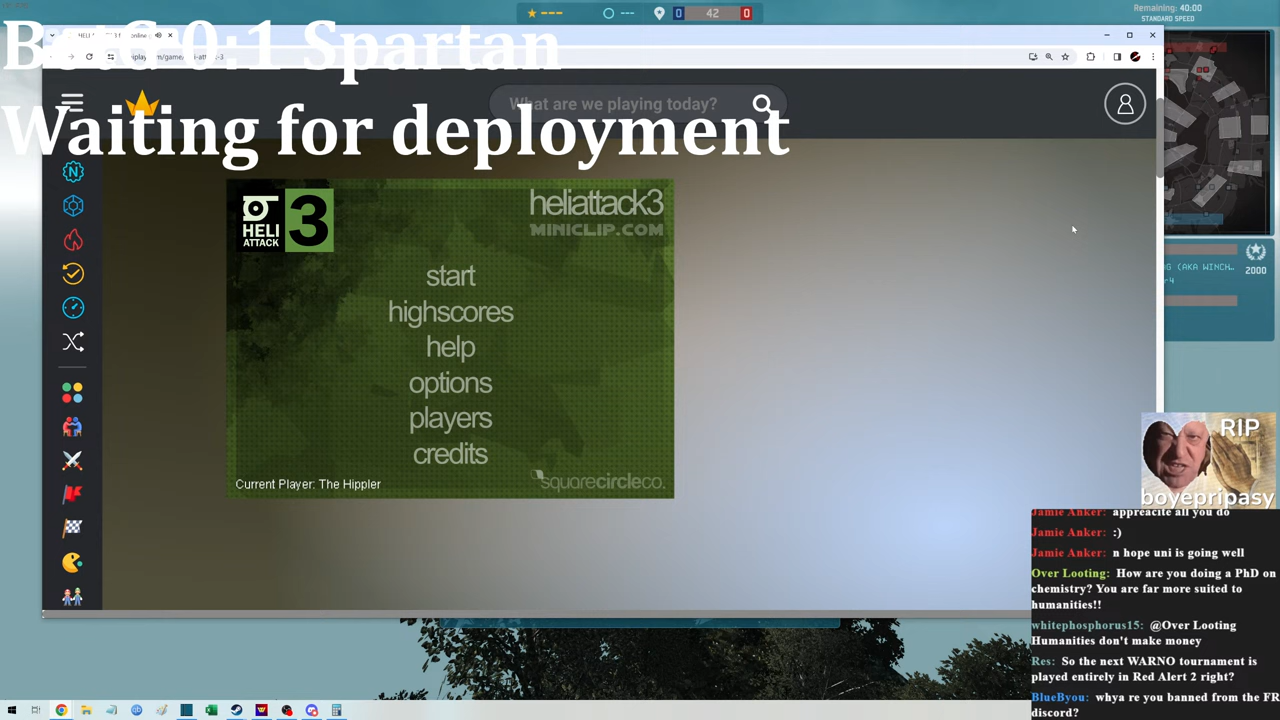 Remaining: 40:00
STANDARD SPEED
0 42 0
0:1 Spartan
Waiting for deployment
What are we playing today?
HELI
ATTACK
3
heliattack3
MINICLIP.COM
start
highscores
help
options
players
credits
Current Player: The Hippler
squarecircleco.
(AKA WINCH...
2000
RIP
boyepripasy
Jamie Anker: appreacite all you do
Jamie Anker: :)
Jamie Anker: n hope uni is going well
Over Looting: How are you doing a PhD on
chemistry? You are far more suited to
humanities!!
whitephosphorus15: @Over Looting
Humanities don't make money
Res: So the next WARNO tournament is
played entirely in Red Alert 2 right?
BlueByou: whya re you banned from the FR
discord?